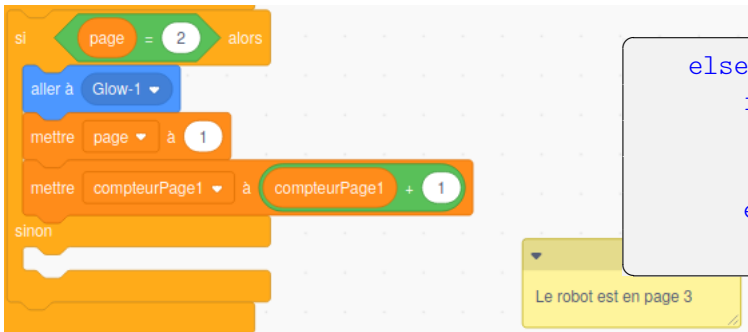 si page = 2 alors
aller à Glow-1
mettre page à 1
mettre compteurPage1 à compteurPage1 + 1
sinon
else
Le robot est en page 3